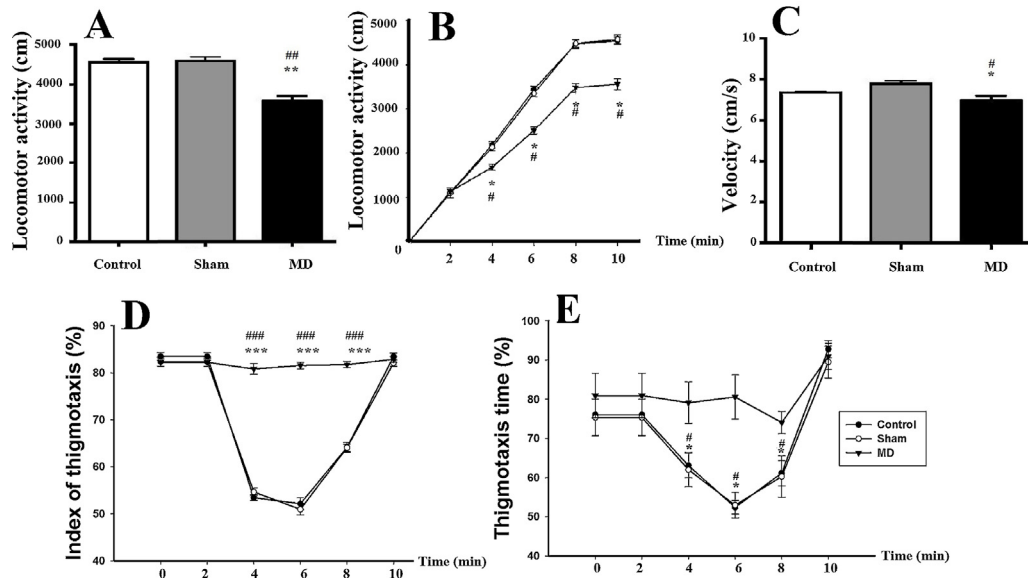 A
Locomotor activity (cm)
5000
4000
3000
2000
1000
0
##
**
Control Sham MD
B
Locomotor activity (cm)
5000
4000
3000
2000
1000
0
* * * *
# # # #
Time (min)
2 4 6 8 10
C
Velocity (cm/s)
8
6
4
2
0
#
*
Control Sham MD
D
Index of thigmotaxis (%)
90
80
70
60
50
40
### ### ###
*** *** ***
Time (min)
0 2 4 6 8 10
E
Thigmotaxis time (%)
100
90
80
70
60
50
40
# # #
* * *
Control
Sham
MD
Time (min)
0 2 4 6 8 10